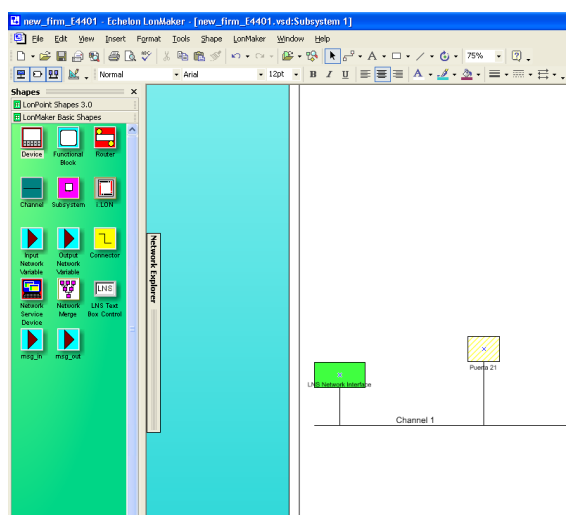 new_firm_E4401 - Echelon LonMaker - [new_firm_E4401.vsd:Subsystem 1]
File Edit View Insert Format Tools Shape LonMaker Window Help
75%
Normal Arial 12pt B I U
Shapes
LonPoint Shapes 3.0
LonMaker Basic Shapes
Device
Functional
Block
Router
Channel
Subsystem
i.LON
Input
Network
Variable
Output
Network
Variable
Connector
Network
Service
Device
Network
Merge
LNS
LNS Text
Box Control
msg_in
msg_out
Network Explorer
LNS Network Interface
Puerta 21
Channel 1